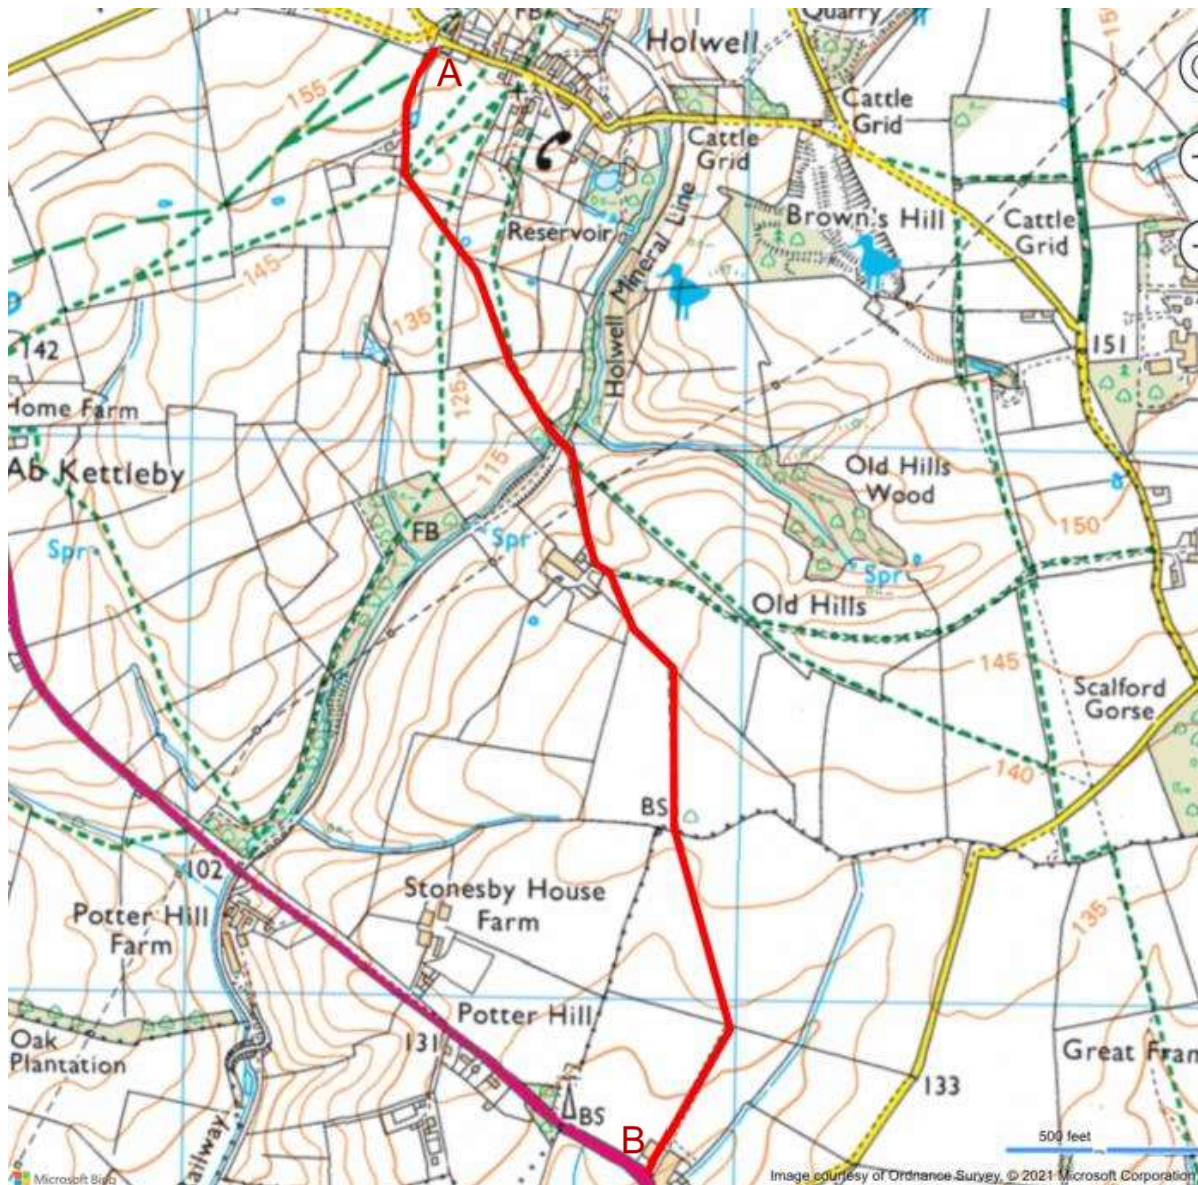 FB
Quarry
Holwell
155
A
Cattle
Grid
Cattle
Grid
Brown's Hill
Cattle
Grid
Reservoir
Holwell Mineral Line
145
135
142
151
Home Farm
125
Ab Kettleby
115
Old Hills
Wood
150
FB
Spr
Spr
Spr
Old Hills
145
Scalford
Gorse
140
BS
102
Stonesby House
Farm
Potter Hill
Farm
135
Potter Hill
Oak
Plantation
131
Great Fram
133
BS
B
ailway
500 feet
Microsoft Bing
Image courtesy of Ordnance Survey, © 2021 Microsoft Corporation